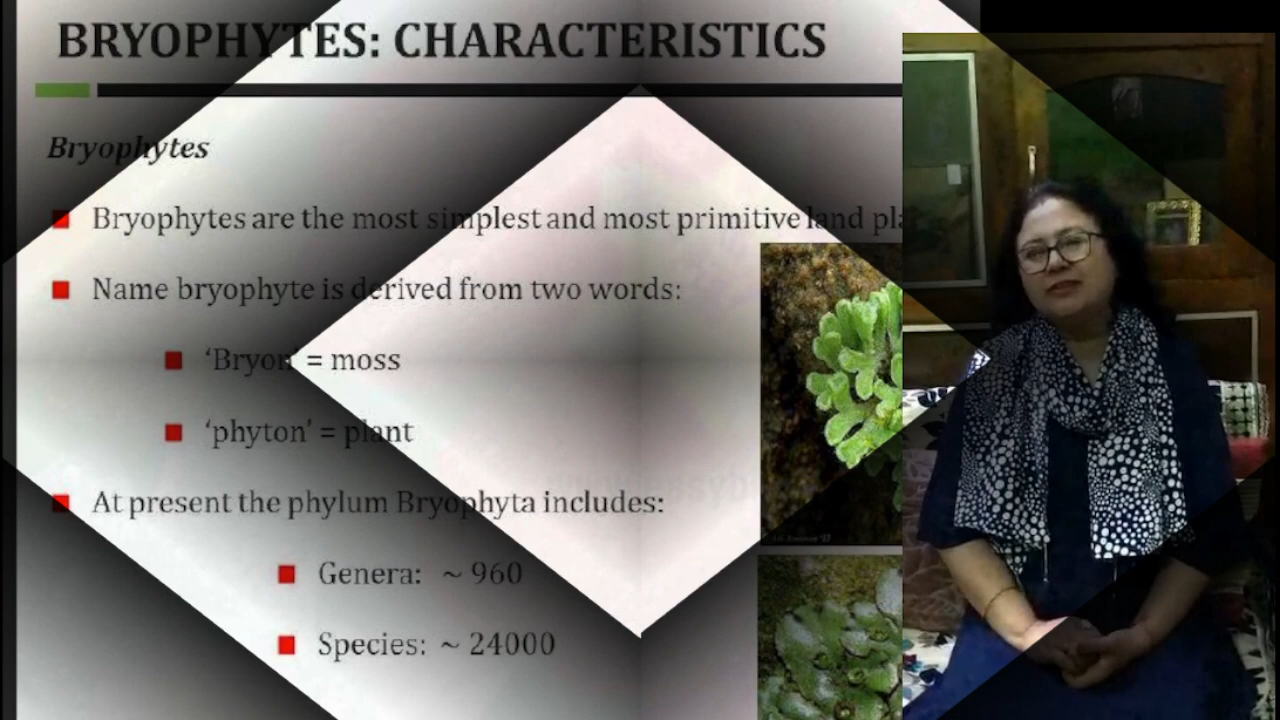 BRYOPHYTES: CHARACTERISTICS
Bryophytes
Bryophytes are the most simplest and most primitive land pla
Name bryophyte is derived from two words:
‘Bryon’ = moss
‘phyton’ = plant
At present the phylum Bryophyta includes:
Genera: ~ 960
Species: ~ 24000